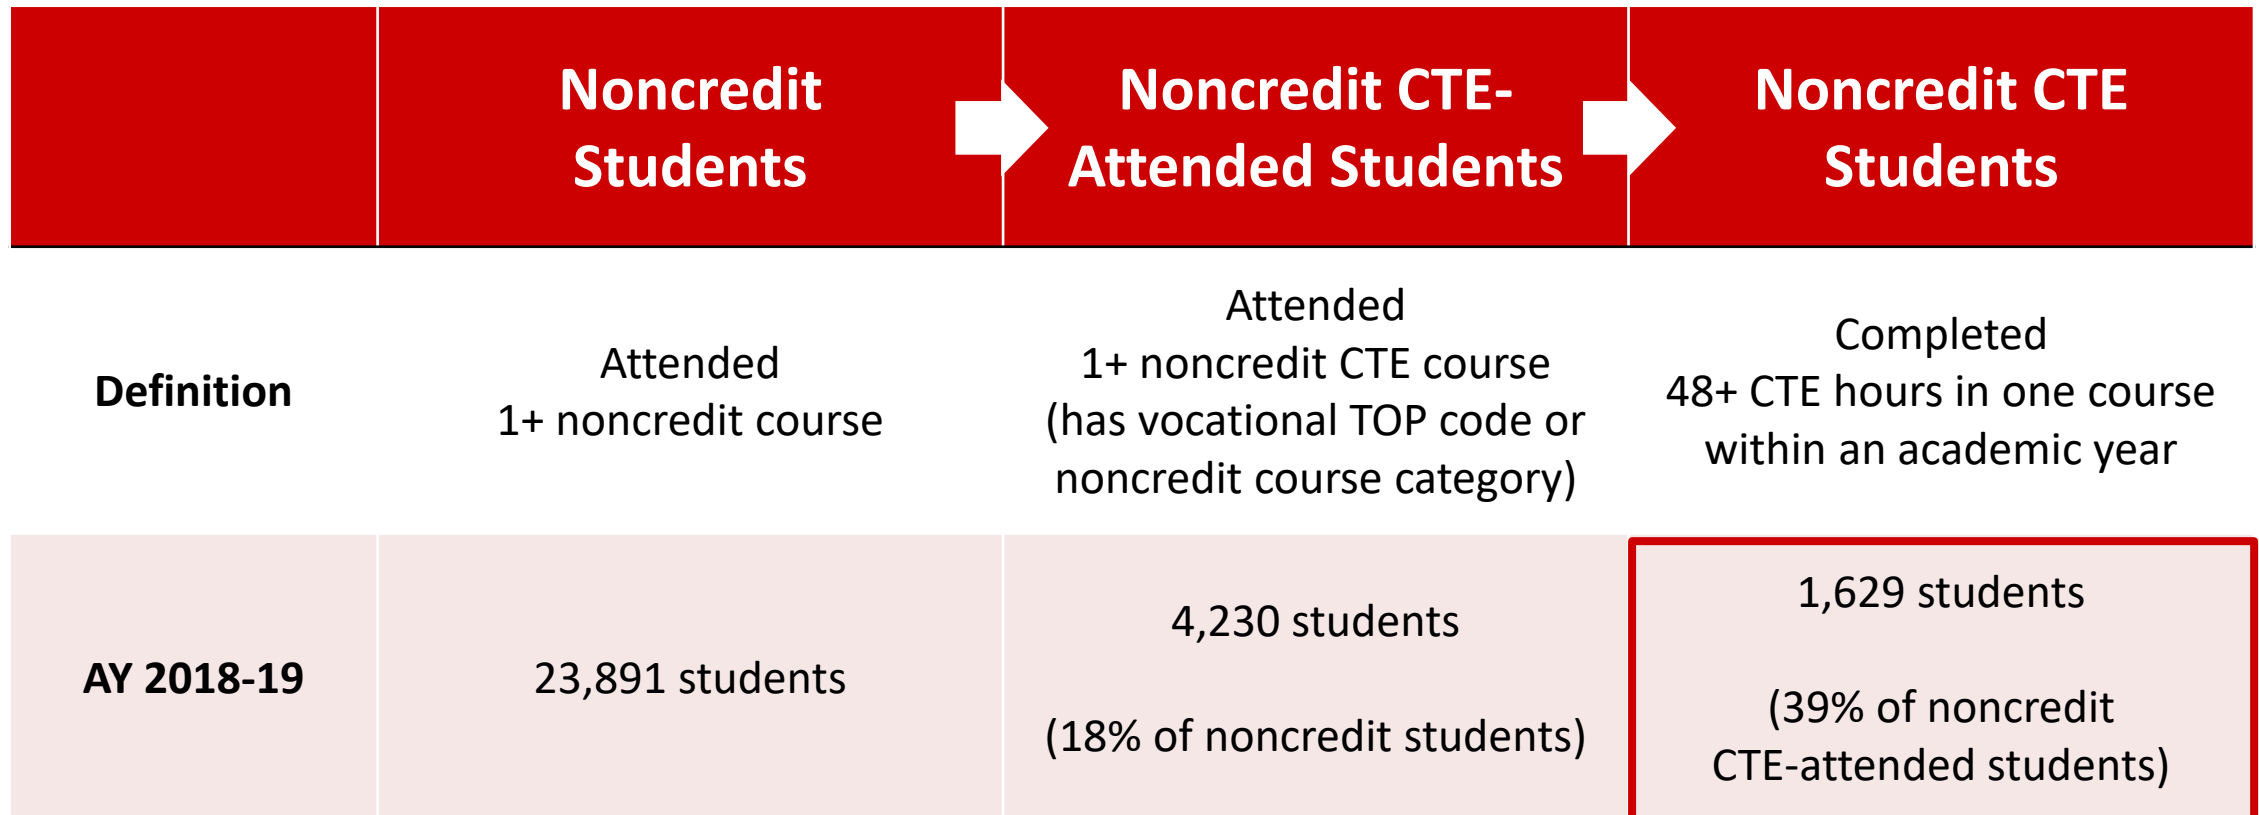 Noncredit
Students
Noncredit CTE-
Attended Students
Noncredit CTE
Students
Definition
Attended
1+ noncredit course
Attended
1+ noncredit CTE course
(has vocational TOP code or
noncredit course category)
Completed
48+ CTE hours in one course
within an academic year
AY 2018-19
23,891 students
4,230 students
(18% of noncredit students)
1,629 students
(39% of noncredit
CTE-attended students)